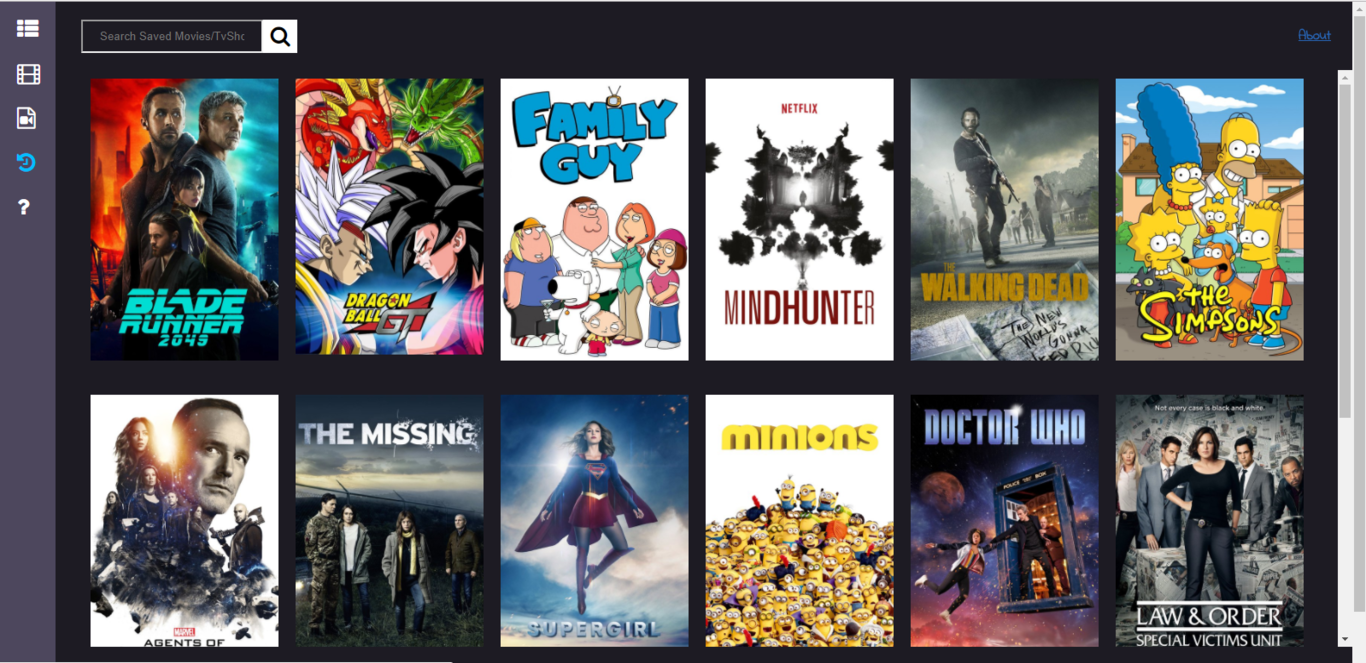 Search Saved Movies/TvSho
About
BLADE
RUNNER
2049
DRAGON
BALL GT
FAMILY
GUY
NETFLIX
MINDHUNTER
THE
WALKING DEAD
THE NEW
WORLD'S
GONNA
NEED RICK
THE
SIMPSONS
MARVEL
AGENTS OF
THE MISSING
SUPERGIRL
minions
DOCTOR WHO
POLICE BOX
Not every case is black and white.
LAW & ORDER
SPECIAL VICTIMS UNIT